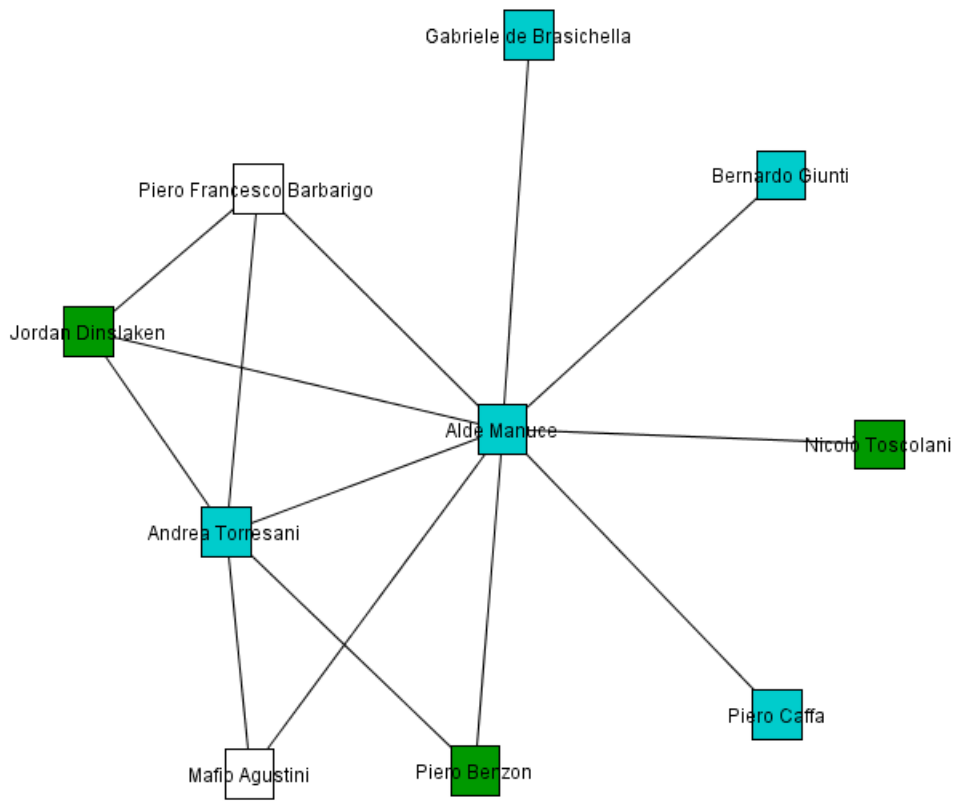 Gabriele de Brasichella
Bernardo Giunti
Piero Francesco Barbarigo
Jordan Dinslaken
Alde Manuce
Nicolò Toscolani
Andrea Torresani
Piero Caffa
Mafio Agustini
Piero Benzon